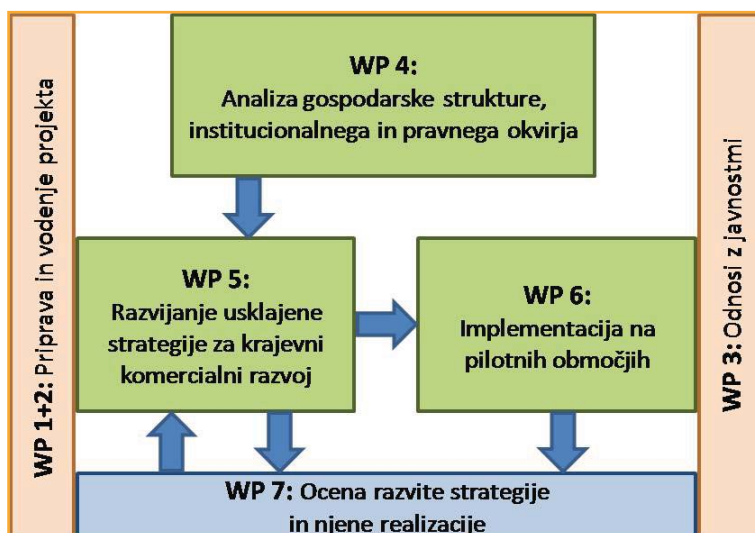 WP 1+2: Priprava in vodenje projekta
WP 4:
Analiza gospodarske strukture,
institucionalnega in pravnega okvirja
WP 5:
Razvijanje usklajene
strategije za krajevni
komercialni razvoj
WP 6:
Implementacija na
pilotnih območjih
WP 7: Ocena razvite strategije
in njene realizacije
WP 3: Odnosi z javnostmi